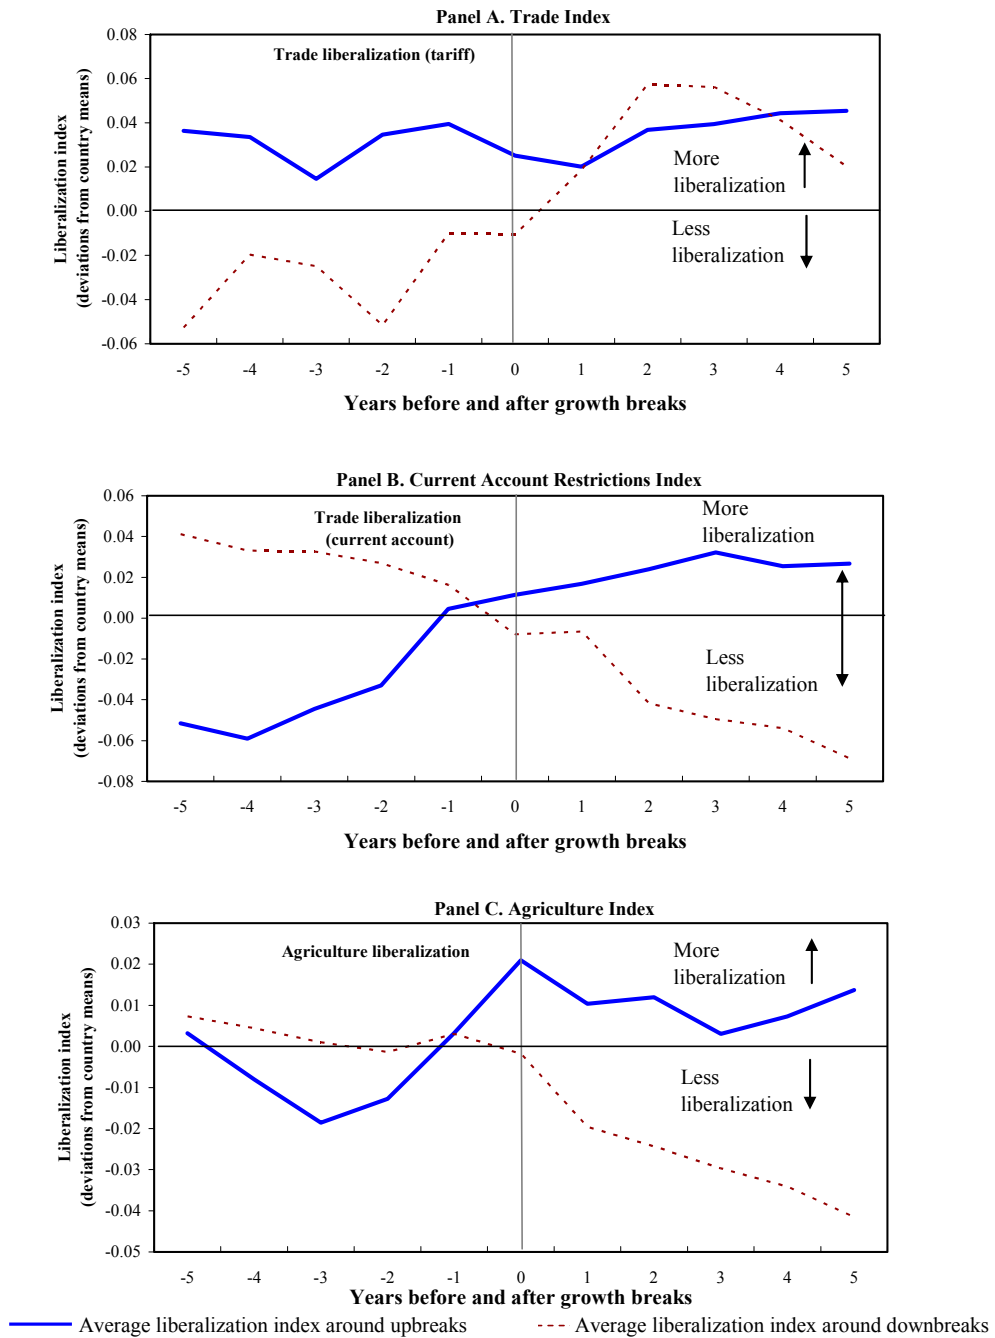 Panel A. Trade Index
Trade liberalization (tariff)
Liberalization index
(deviations from country means)
0.08
0.06
0.04
0.02
0.00
-0.02
-0.04
-0.06
More
liberalization
Less
liberalization
-5 -4 -3 -2 -1 0 1 2 3 4 5
Years before and after growth breaks
Panel B. Current Account Restrictions Index
Trade liberalization
(current account)
Liberalization index
(deviations from country means)
0.06
0.04
0.02
0.00
-0.02
-0.04
-0.06
-0.08
More
liberalization
Less
liberalization
-5 -4 -3 -2 -1 0 1 2 3 4 5
Years before and after growth breaks
Panel C. Agriculture Index
Agriculture liberalization
Liberalization index
(deviations from country means)
0.03
0.02
0.01
0.00
-0.01
-0.02
-0.03
-0.04
-0.05
More
liberalization
Less
liberalization
-5 -4 -3 -2 -1 0 1 2 3 4 5
Years before and after growth breaks
Average liberalization index around upbreaks
Average liberalization index around downbreaks